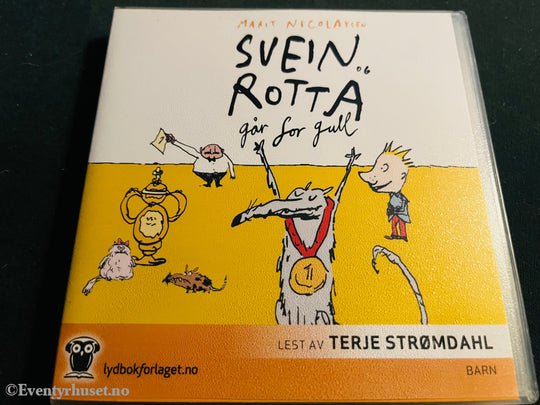 MARIT NICOLAYSEN
SVEIN
OG
ROTTA
går for gull
1
LEST AV TERJE STRØMDAHL
lydbokforlaget.no
BARN
©Eventyrhuset.no